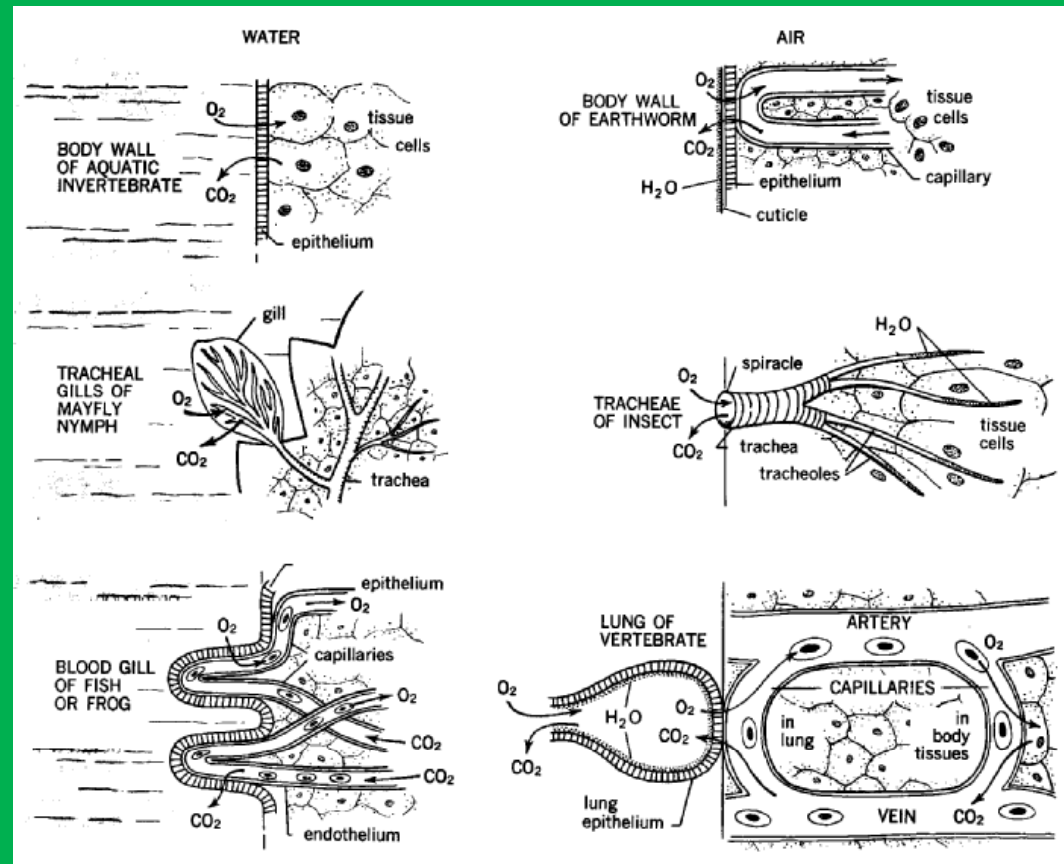 WATER
O₂
tissue
cells
BODY WALL
OF AQUATIC
INVERTEBRATE
CO₂
epithelium
AIR
O₂
BODY WALL
OF EARTHWORM
tissue
cells
CO₂
H₂O
epithelium
capillary
cuticle
gill
TRACHEAL
GILLS OF
MAYFLY
NYMPH
O₂
CO₂
trachea
H₂O
spiracle
O₂
TRACHEAE
OF INSECT
CO₂
trachea
tracheoles
tissue
cells
epithelium
O₂
O₂
capillaries
BLOOD GILL
OF FISH
OR FROG
O₂
CO₂
CO₂
CO₂
endothelium
LUNG OF
VERTEBRATE
ARTERY
O₂
O₂
H₂O
O₂
CAPILLARIES
in
lung
in
body
tissues
CO₂
CO₂
lung
epithelium
VEIN
CO₂